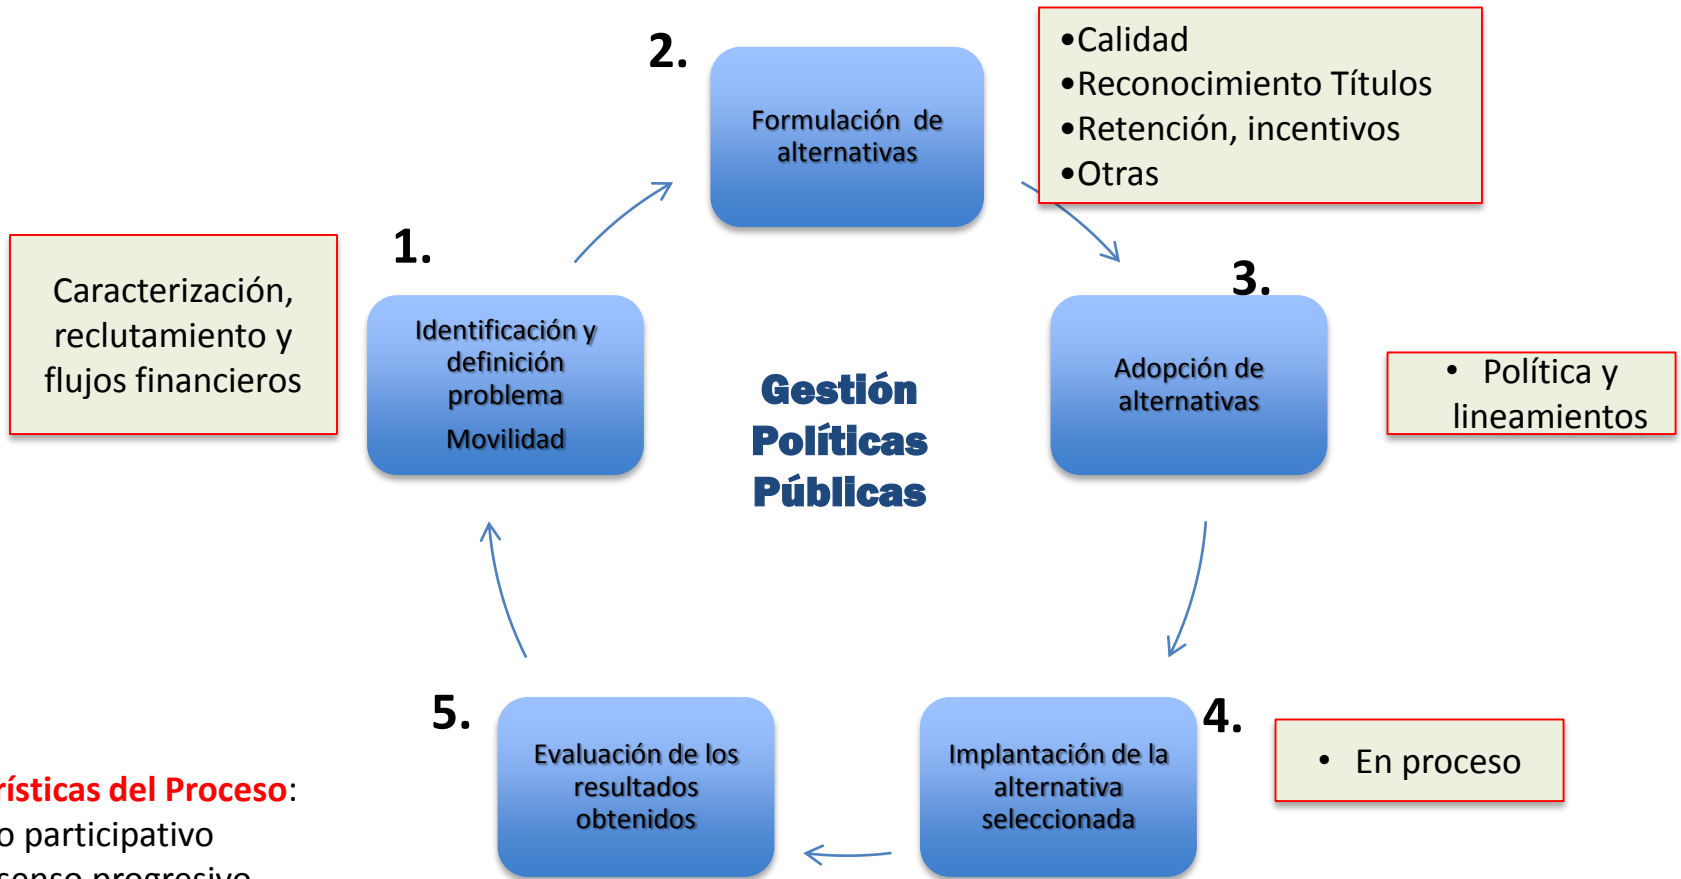 2.
Formulación de
alternativas
•Calidad
•Reconocimiento Títulos
•Retención, incentivos
•Otras
1.
Caracterización,
reclutamiento y
flujos financieros
Identificación y
definición
problema
Movilidad
Gestión
Políticas
Públicas
3.
Adopción de
alternativas
• Política y
lineamientos
5.
Evaluación de los
resultados
obtenidos
4.
Implantación de la
alternativa
seleccionada
• En proceso
rísticas del Proceso:
o participativo
senso progresivo